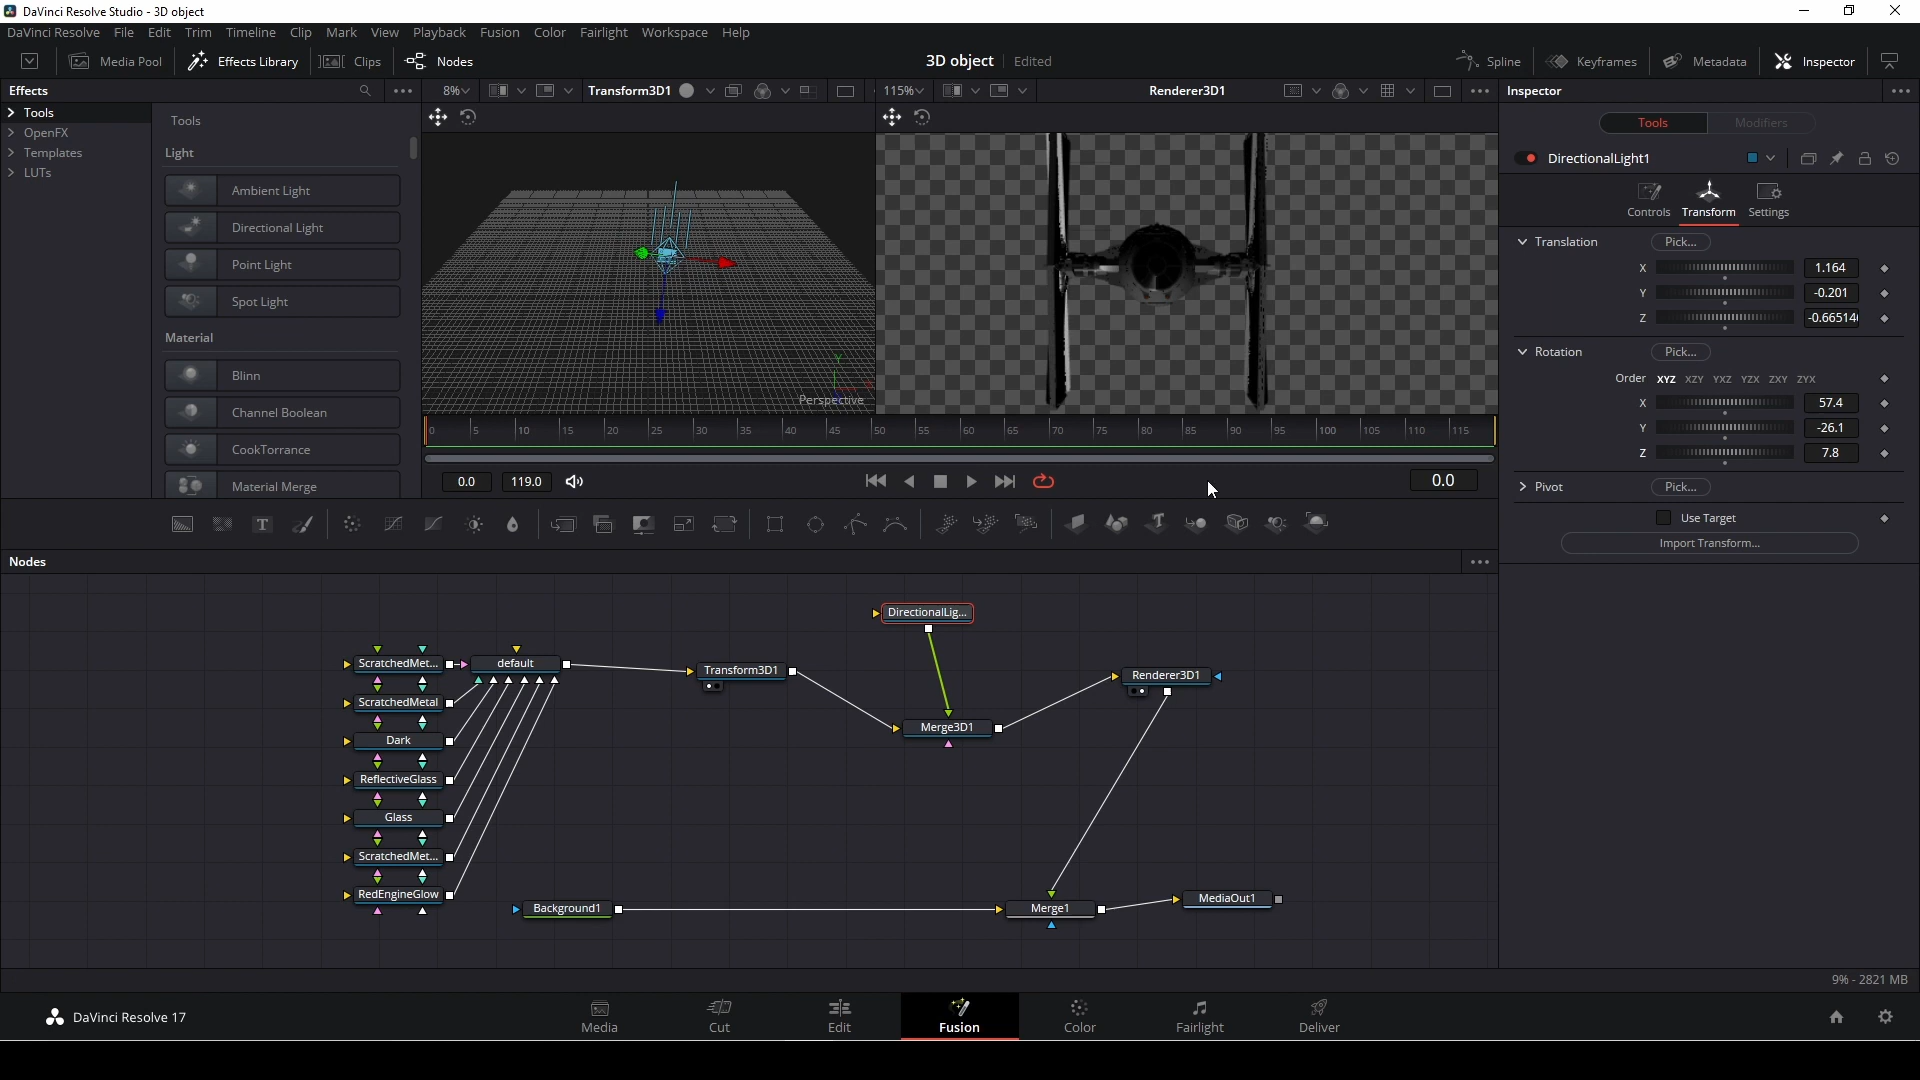 DaVinci Resolve Studio - 3D object
DaVinci Resolve File Edit Trim Timeline Clip Mark View Playback Fusion Color Fairlight Workspace Help
Media Pool Effects Library Clips Nodes 3D object Edited Spline Keyframes Metadata Inspector
Effects 8% Transform3D1 115% Renderer3D1 Inspector
Tools
OpenFX
Templates
LUTs
Tools
Light
Ambient Light
Directional Light
Point Light
Spot Light
Material
Blinn
Channel Boolean
CookTorrance
Material Merge
Y
Perspective
0 5 10 15 20 25 30 35 40 45 50 55 60 65 70 75 80 85 90 95 100 105 110 115
0.0 119.0 0.0
Tools Modifiers
DirectionalLight1
Controls Transform Settings
Translation Pick...
X 1.164
Y -0.201
Z -0.66514
Rotation Pick...
Order XYZ XZY YXZ YZX ZXY ZYX
X 57.4
Y -26.1
Z 7.8
Pivot Pick...
Use Target
Import Transform...
Nodes
DirectionalLig...
ScratchedMet... default Transform3D1 Renderer3D1
ScratchedMetal
Merge3D1
Dark
ReflectiveGlass
Glass
ScratchedMet...
RedEngineGlow
Background1 Merge1 MediaOut1
9% - 2821 MB
DaVinci Resolve 17 Media Cut Edit Fusion Color Fairlight Deliver